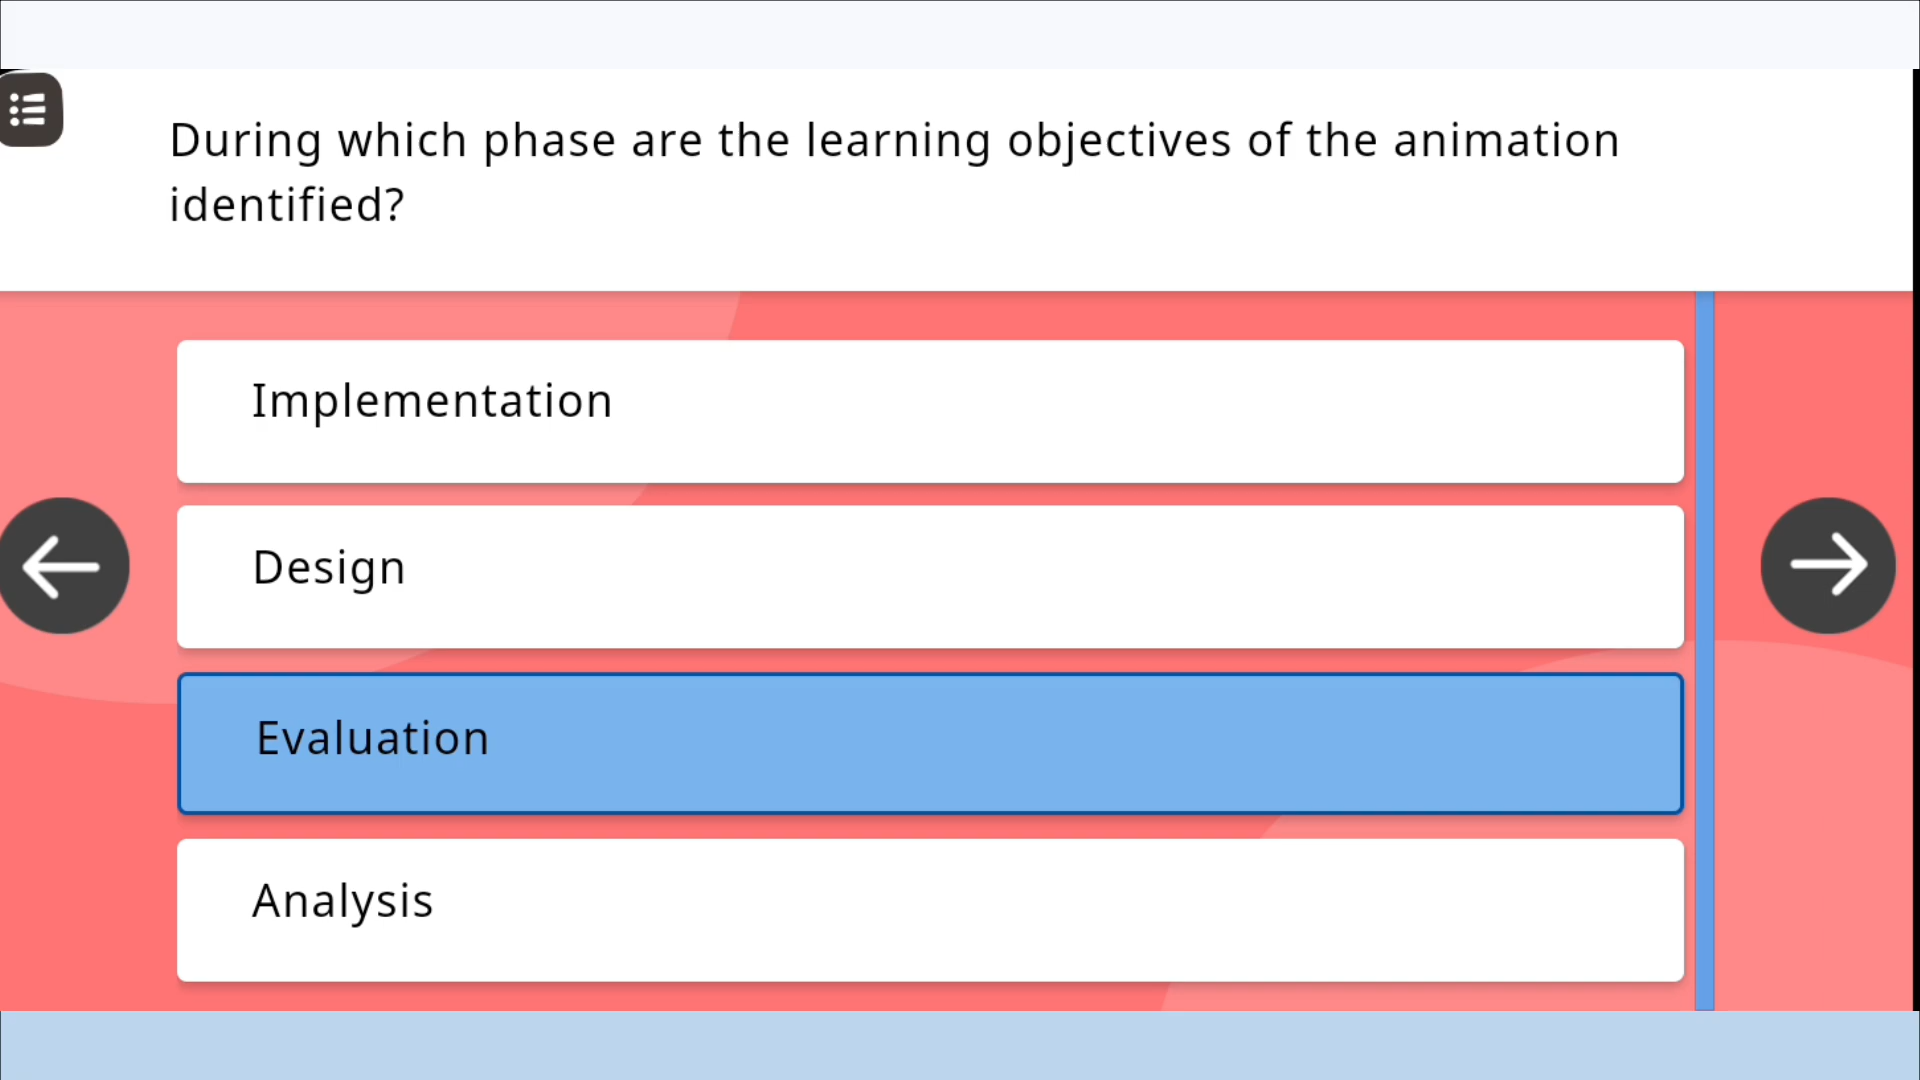 During which phase are the learning objectives of the animation
identified?
Implementation
Design
Evaluation
Analysis